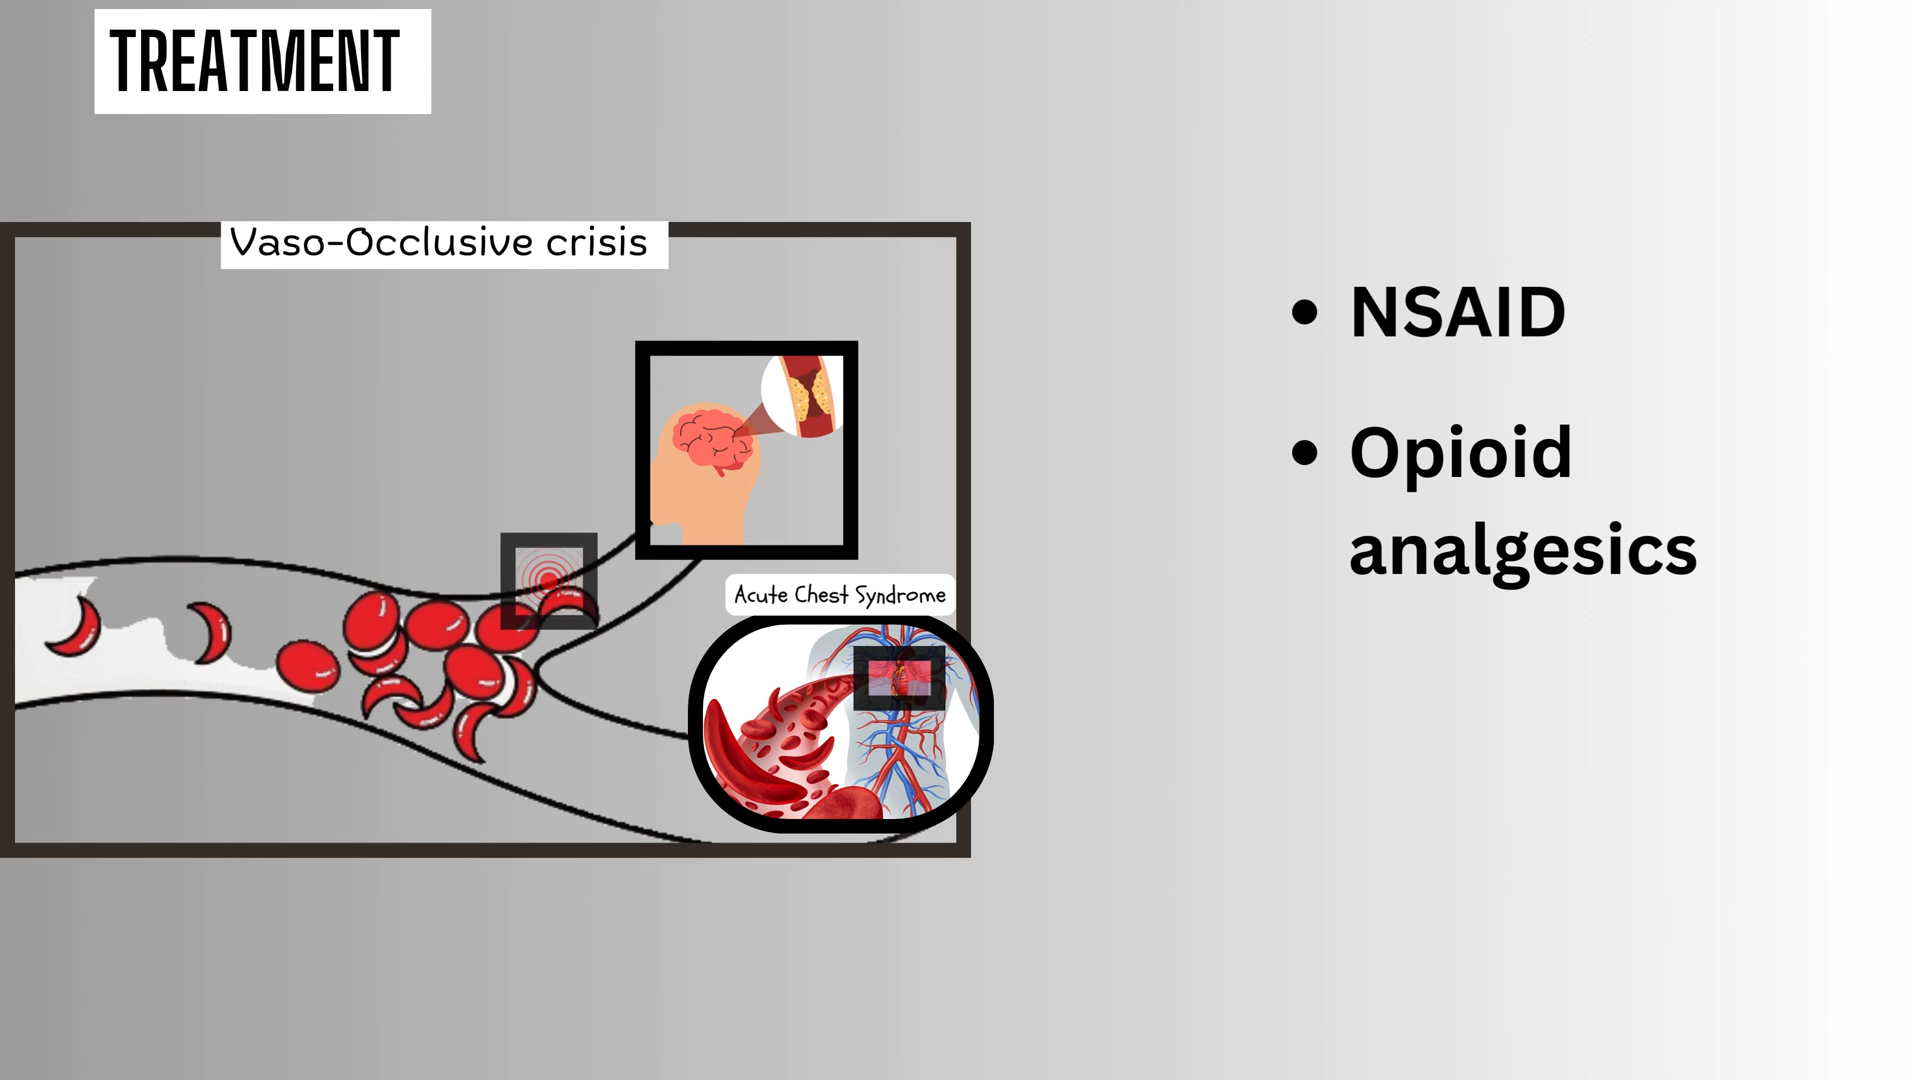 TREATMENT
Vaso-Occlusive crisis
Acute Chest Syndrome
• NSAID
• Opioid
analgesics